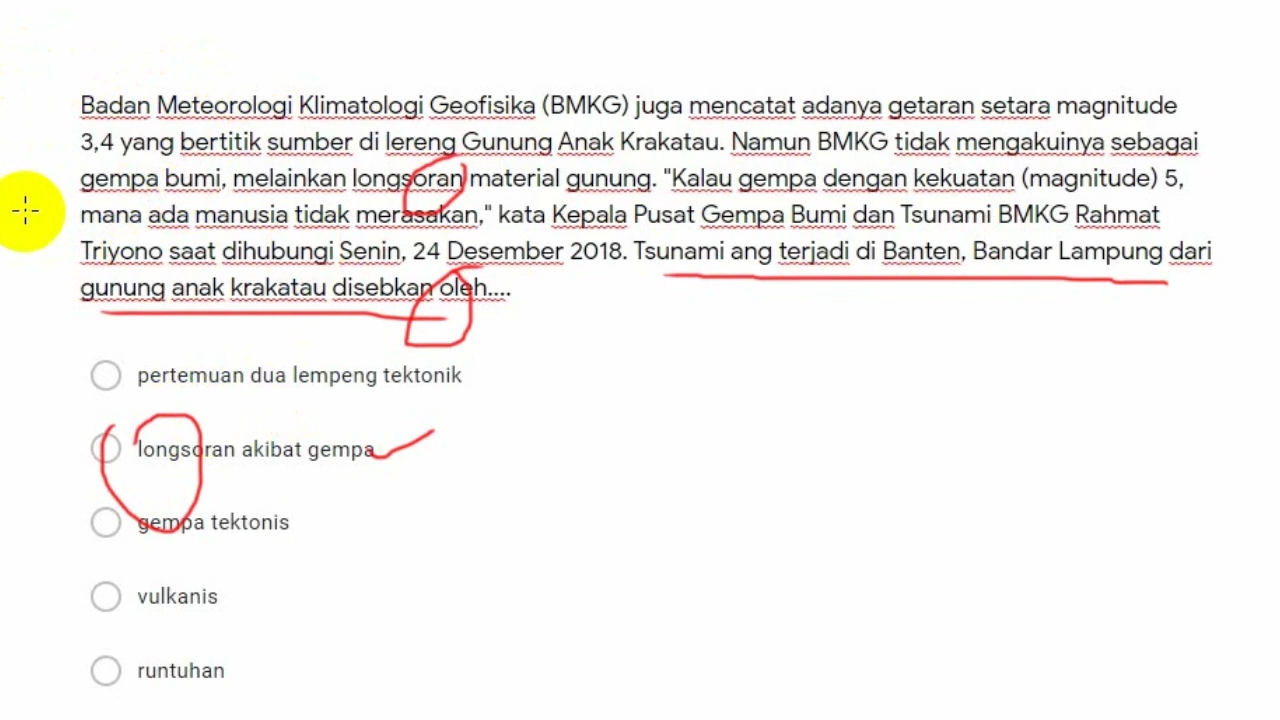 Badan Meteorologi Klimatologi Geofisika (BMKG) juga mencatat adanya getaran setara magnitude
3,4 yang bertitik sumber di lereng Gunung Anak Krakatau. Namun BMKG tidak mengakuinya sebagai
gempa bumi, melainkan longsoran material gunung. "Kalau gempa dengan kekuatan (magnitude) 5,
mana ada manusia tidak merasakan," kata Kepala Pusat Gempa Bumi dan Tsunami BMKG Rahmat
Triyono saat dihubungi Senin, 24 Desember 2018. Tsunami ang terjadi di Banten, Bandar Lampung dari
gunung anak krakatau disebkan oleh....
pertemuan dua lempeng tektonik
longsoran akibat gempa
gempa tektonis
vulkanis
runtuhan